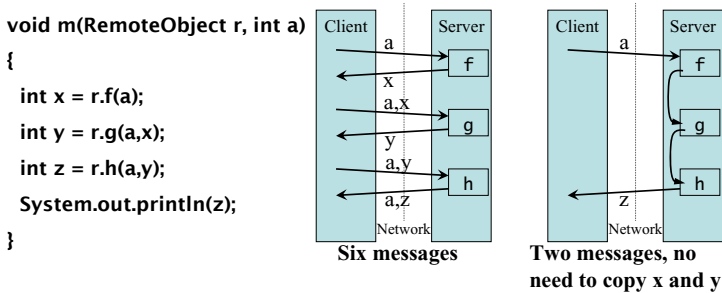 void m(RemoteObject r, int a)
{
int x = r.f(a);
int y = r.g(a,x);
int z = r.h(a,y);
System.out.println(z);
}
Client
Server
a
f
x
a,x
g
y
a,y
h
a,z
Network
Six messages
Client
Server
a
f
g
h
z
Network
Two messages, no
need to copy x and y